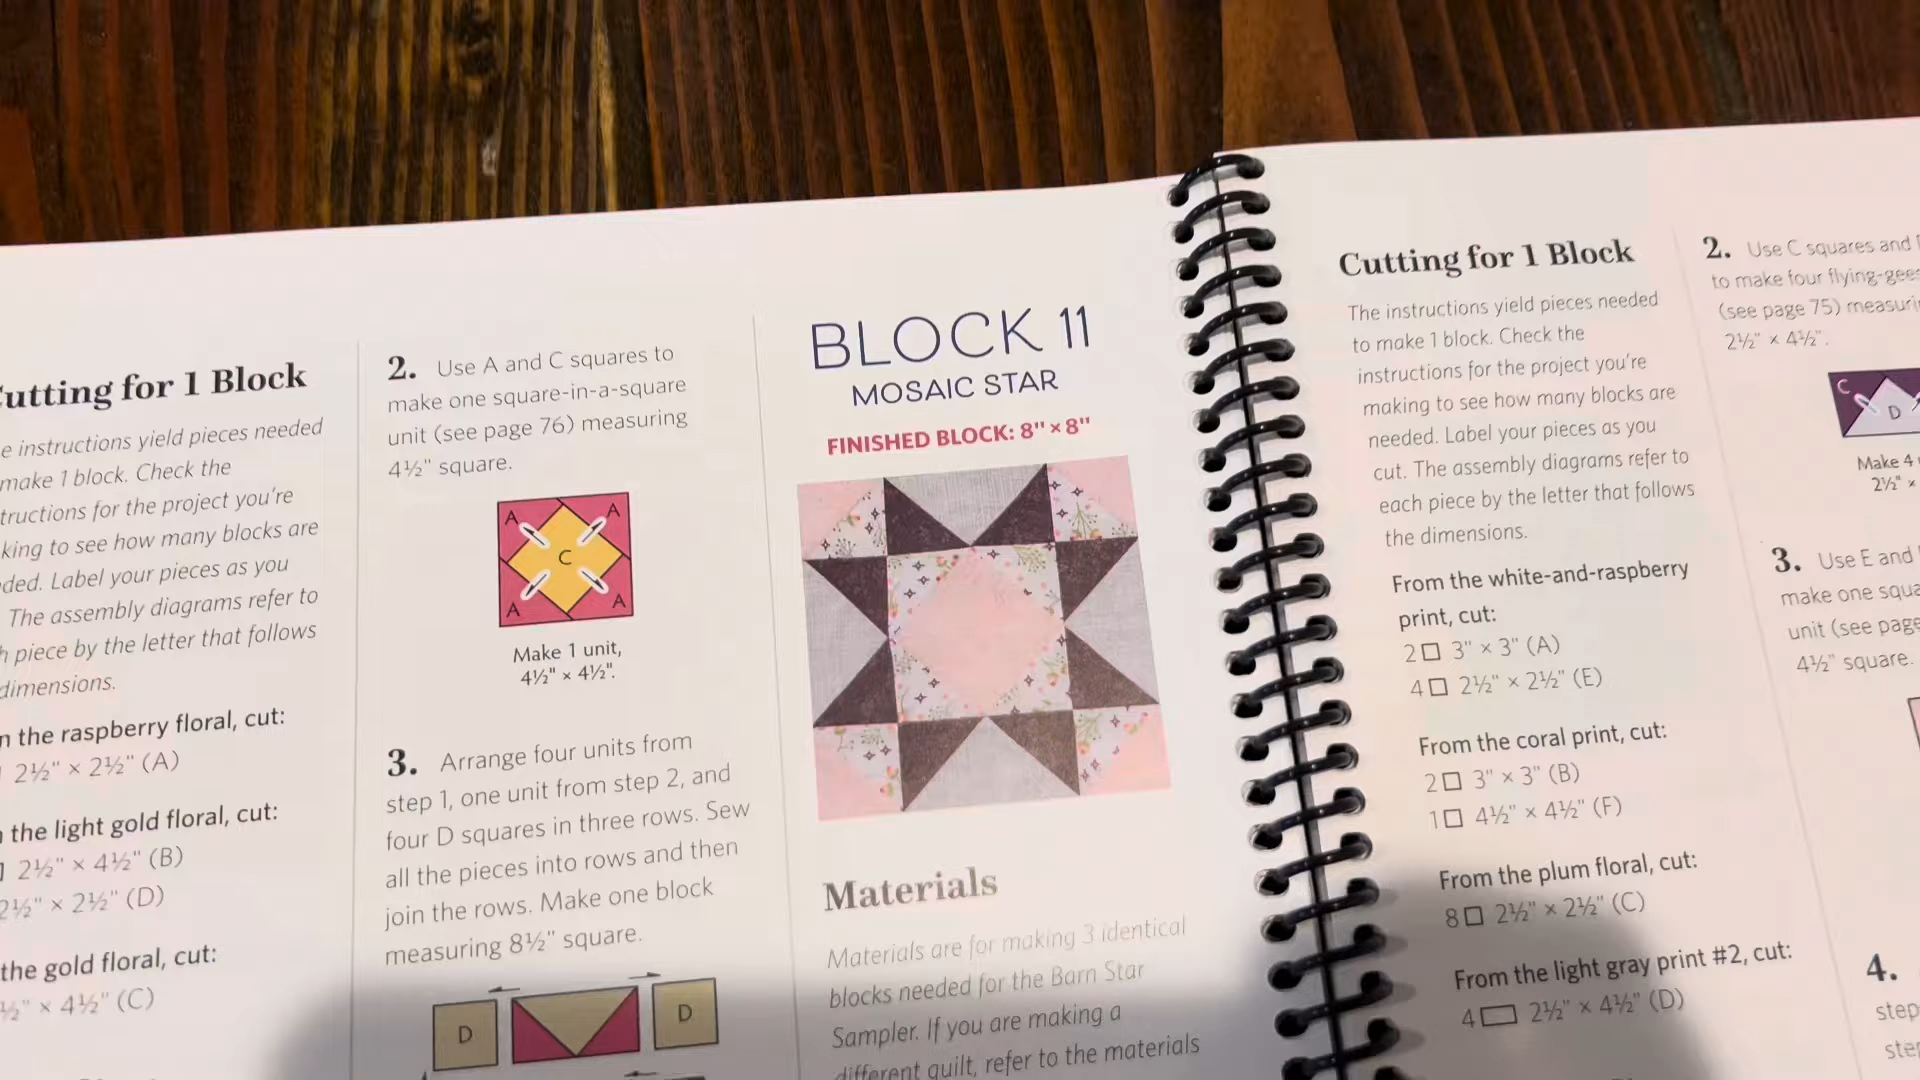 Cutting for 1 Block
instructions yield pieces needed
make 1 block. Check the
for the project you're
to see how many blocks are
Label your pieces as you
The assembly diagrams refer to
piece by the letter that follows
dimensions.
the raspberry floral, cut:
2½" × 2½" (A)
the light gold floral, cut:
2½" × 4½" (B)
2½" × 2½" (D)
the gold floral, cut:
× 4½" (C)
2. Use A and C squares to
make one square-in-a-square
unit (see page 76) measuring
4½" square.
A A
C
A A
Make 1 unit,
4½" × 4½".
3. Arrange four units from
step 1, one unit from step 2, and
four D squares in three rows. Sew
all the pieces into rows and then
join the rows. Make one block
measuring 8½" square.
D D
BLOCK 11
MOSAIC STAR
FINISHED BLOCK: 8" × 8"
Materials
Materials are for making 3 identical
blocks needed for the Barn Star
Sampler. If you are making a
different quilt, refer to the materials
Cutting for 1 Block
The instructions yield pieces needed
to make 1 block. Check the
instructions for the project you're
making to see how many blocks are
needed. Label your pieces as you
cut. The assembly diagrams refer to
each piece by the letter that follows
the dimensions.
From the white-and-raspberry
print, cut:
2 3" × 3" (A)
4 2½" × 2½" (E)
From the coral print, cut:
2 3" × 3" (B)
1 4½" × 4½" (F)
From the plum floral, cut:
8 2½" × 2½" (C)
From the light gray print #2, cut:
4 2½" × 4½" (D)
2. Use C squares and
to make four
(see page 75)
2½" × 4½".
C
D
Make 4
2½" ×
3. Use E and
make one
unit (see page
4½" square.
4.
step